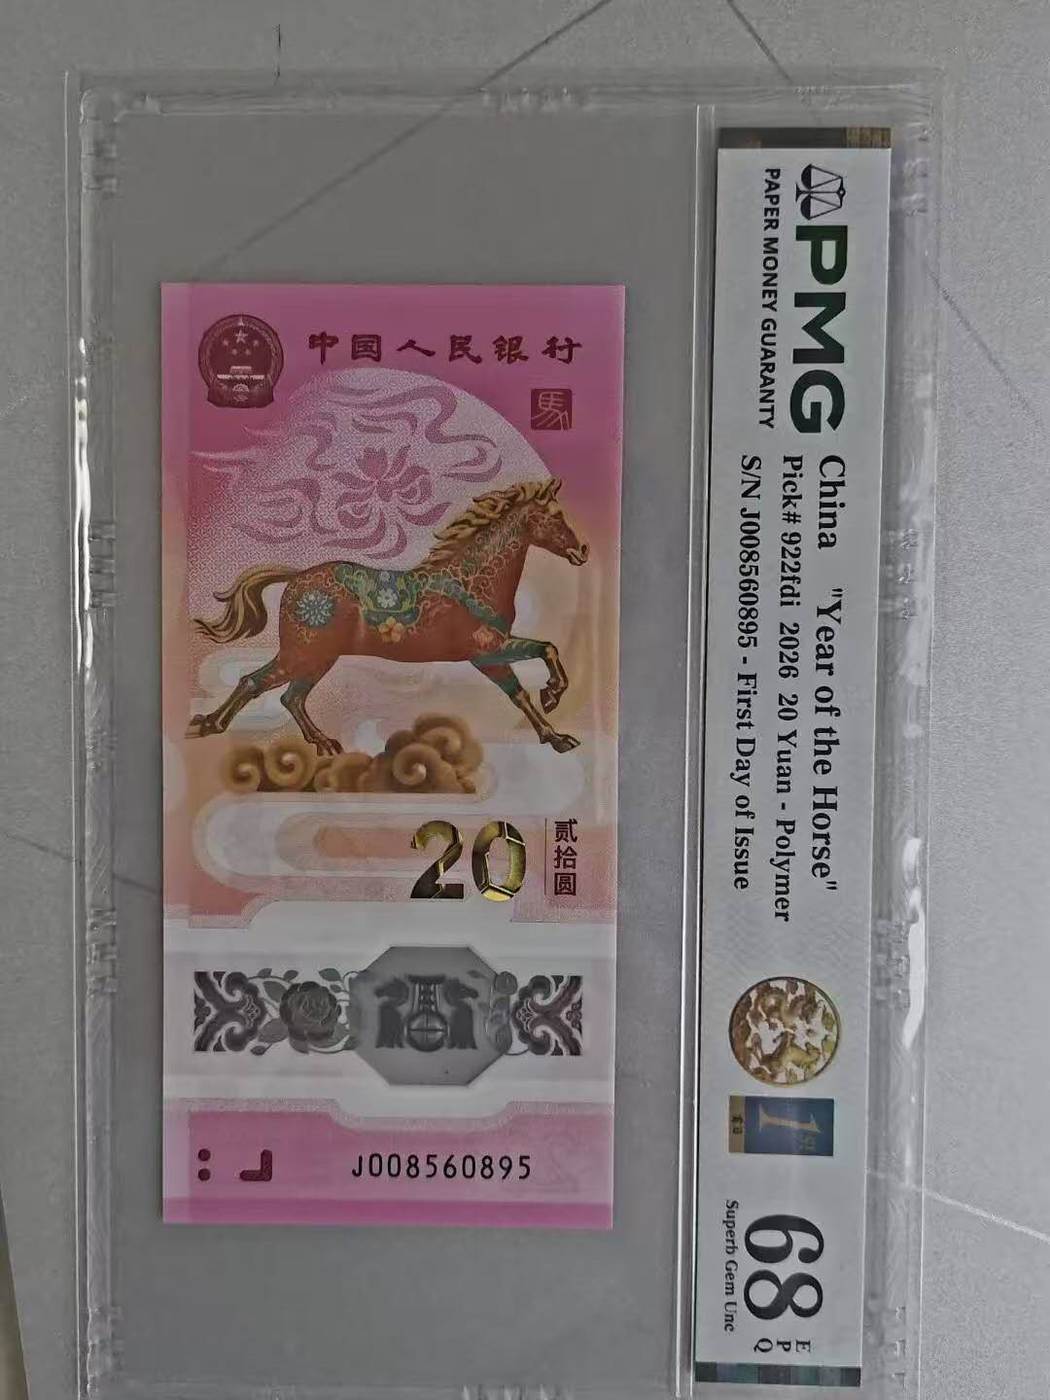 中国人民银行
馬
20
贰拾圆
J008560895
PMG
PAPER MONEY GUARANTY
China "Year of the Horse"
Pick# 922fdi 2026 20 Yuan - Polymer
S/N J008560895 - First Day of Issue
1
68
EPQ
Superb Gem Unc